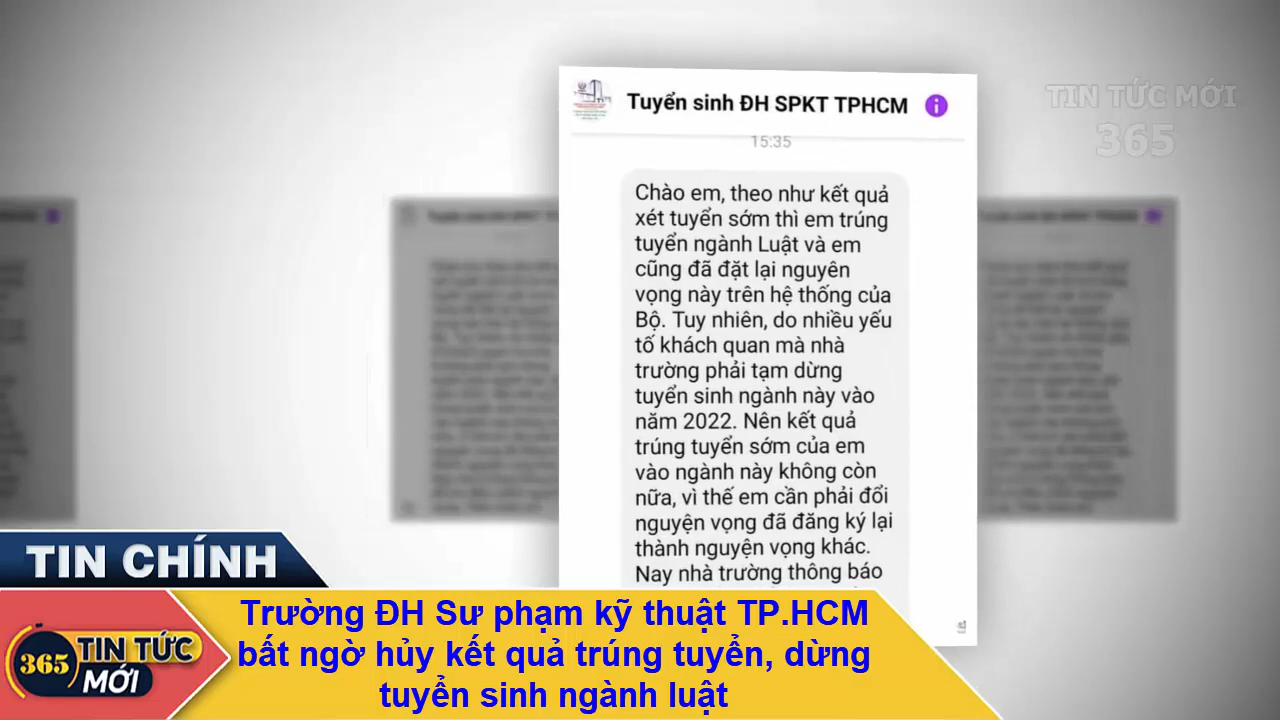 TIN TỨC MỚI
365
Tuyển sinh ĐH SPKT TPHCM
15:35
Chào em, theo như kết quả
xét tuyển sớm thì em trúng
tuyển ngành Luật và em
cũng đã đặt lại nguyên
vọng này trên hệ thống của
Bộ. Tuy nhiên, do nhiều yếu
tố khách quan mà nhà
trường phải tạm dừng
tuyển sinh ngành này vào
năm 2022. Nên kết quả
trúng tuyển sớm của em
vào ngành này không còn
nữa, vì thế em cần phải đổi
nguyện vọng đã đăng ký lại
thành nguyện vọng khác.
Nay nhà trường thông báo
TIN CHÍNH
365 TIN TỨC
MỚI
Trường ĐH Sư phạm kỹ thuật TP.HCM
bất ngờ hủy kết quả trúng tuyển, dừng
tuyển sinh ngành luật